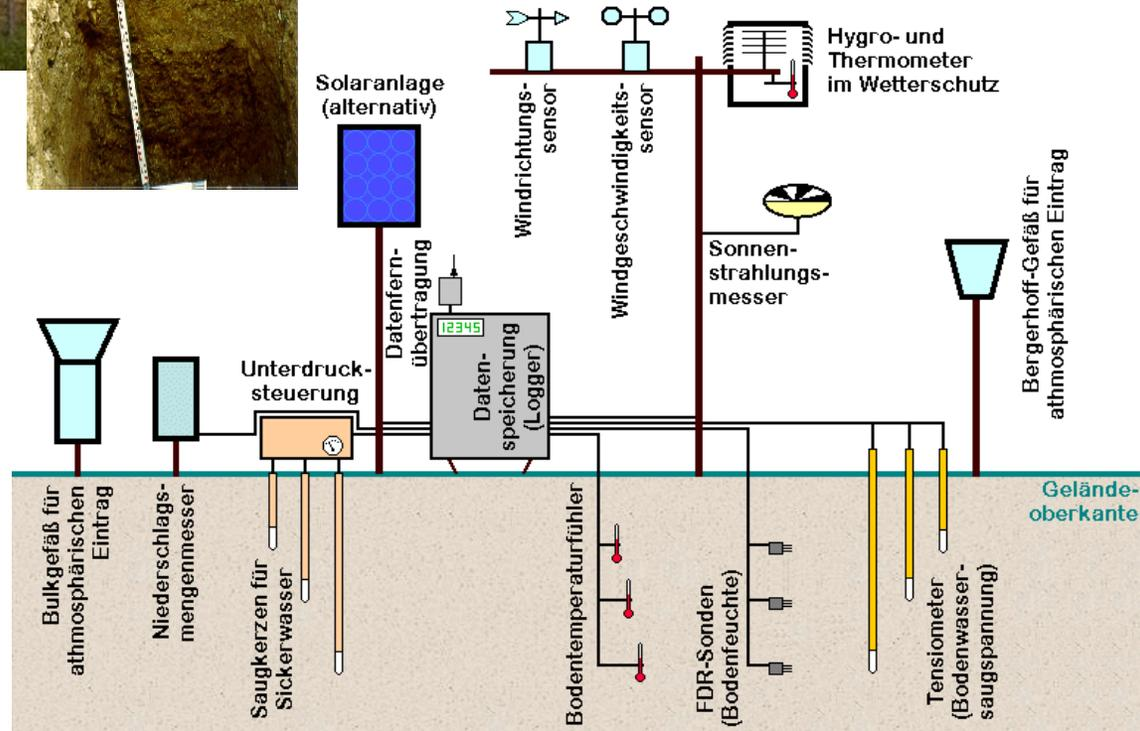 Solaranlage
(alternativ)
Windrichtungs-
sensor
Windgeschwindigkeits-
sensor
Hygro- und
Thermometer
im Wetterschutz
Sonnen-
strahlungs-
messer
Bergerhoff-Gefäß für
athmosphärischen Eintrag
Datenfern-
übertragung
12345
Daten-
speicherung
(Logger)
Unterdruck-
steuerung
Gelände-
oberkante
Bulkgefäß für
athmosphärischen
Eintrag
Niederschlags-
mengenmesser
Saugkerzen für
Sickerwasser
Bodentemperaturfühler
FDR-Sonden
(Bodenfeuchte)
Tensiometer
(Bodenwasser-
saugspannung)